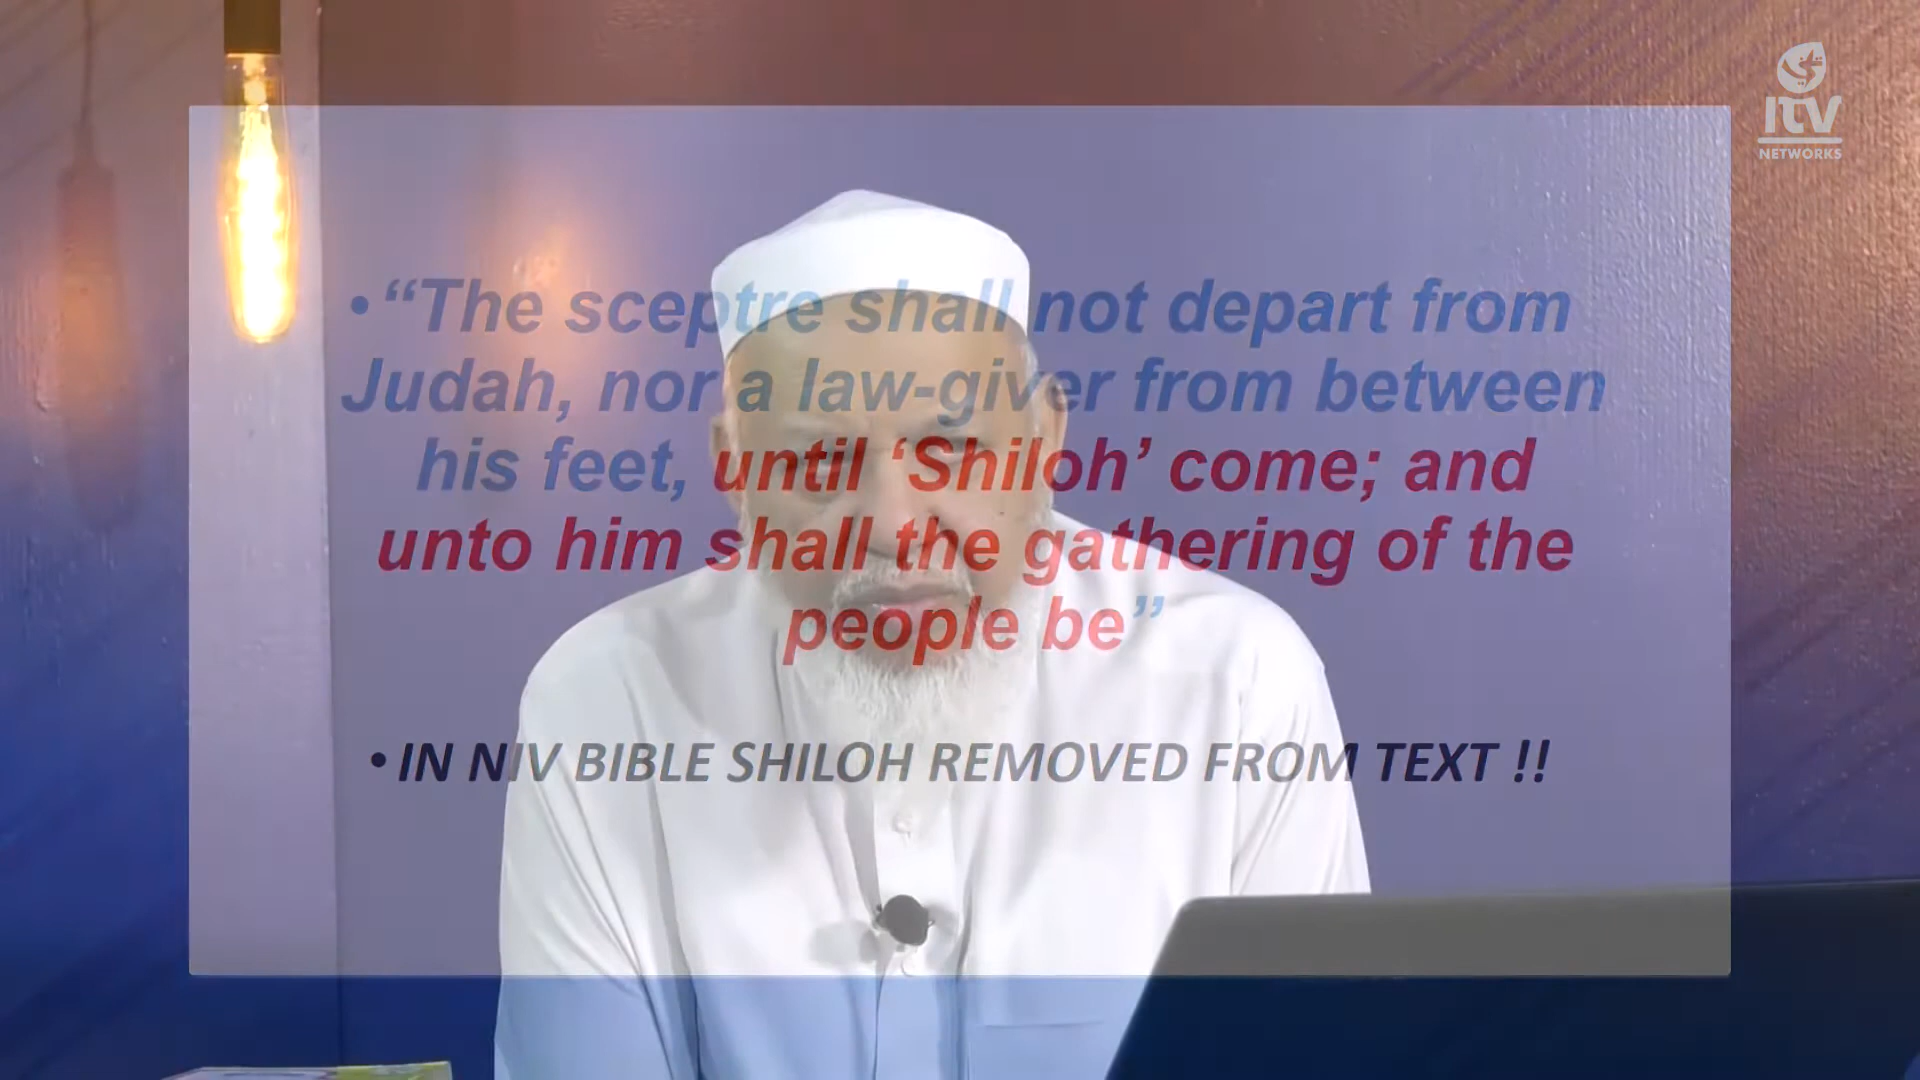 ITV
NETWORKS
•“The sceptre shall not depart from
Judah, nor a law-giver from between
his feet, until ‘Shiloh’ come; and
unto him shall the gathering of the
people be”
•IN NIV BIBLE SHILOH REMOVED FROM TEXT !!